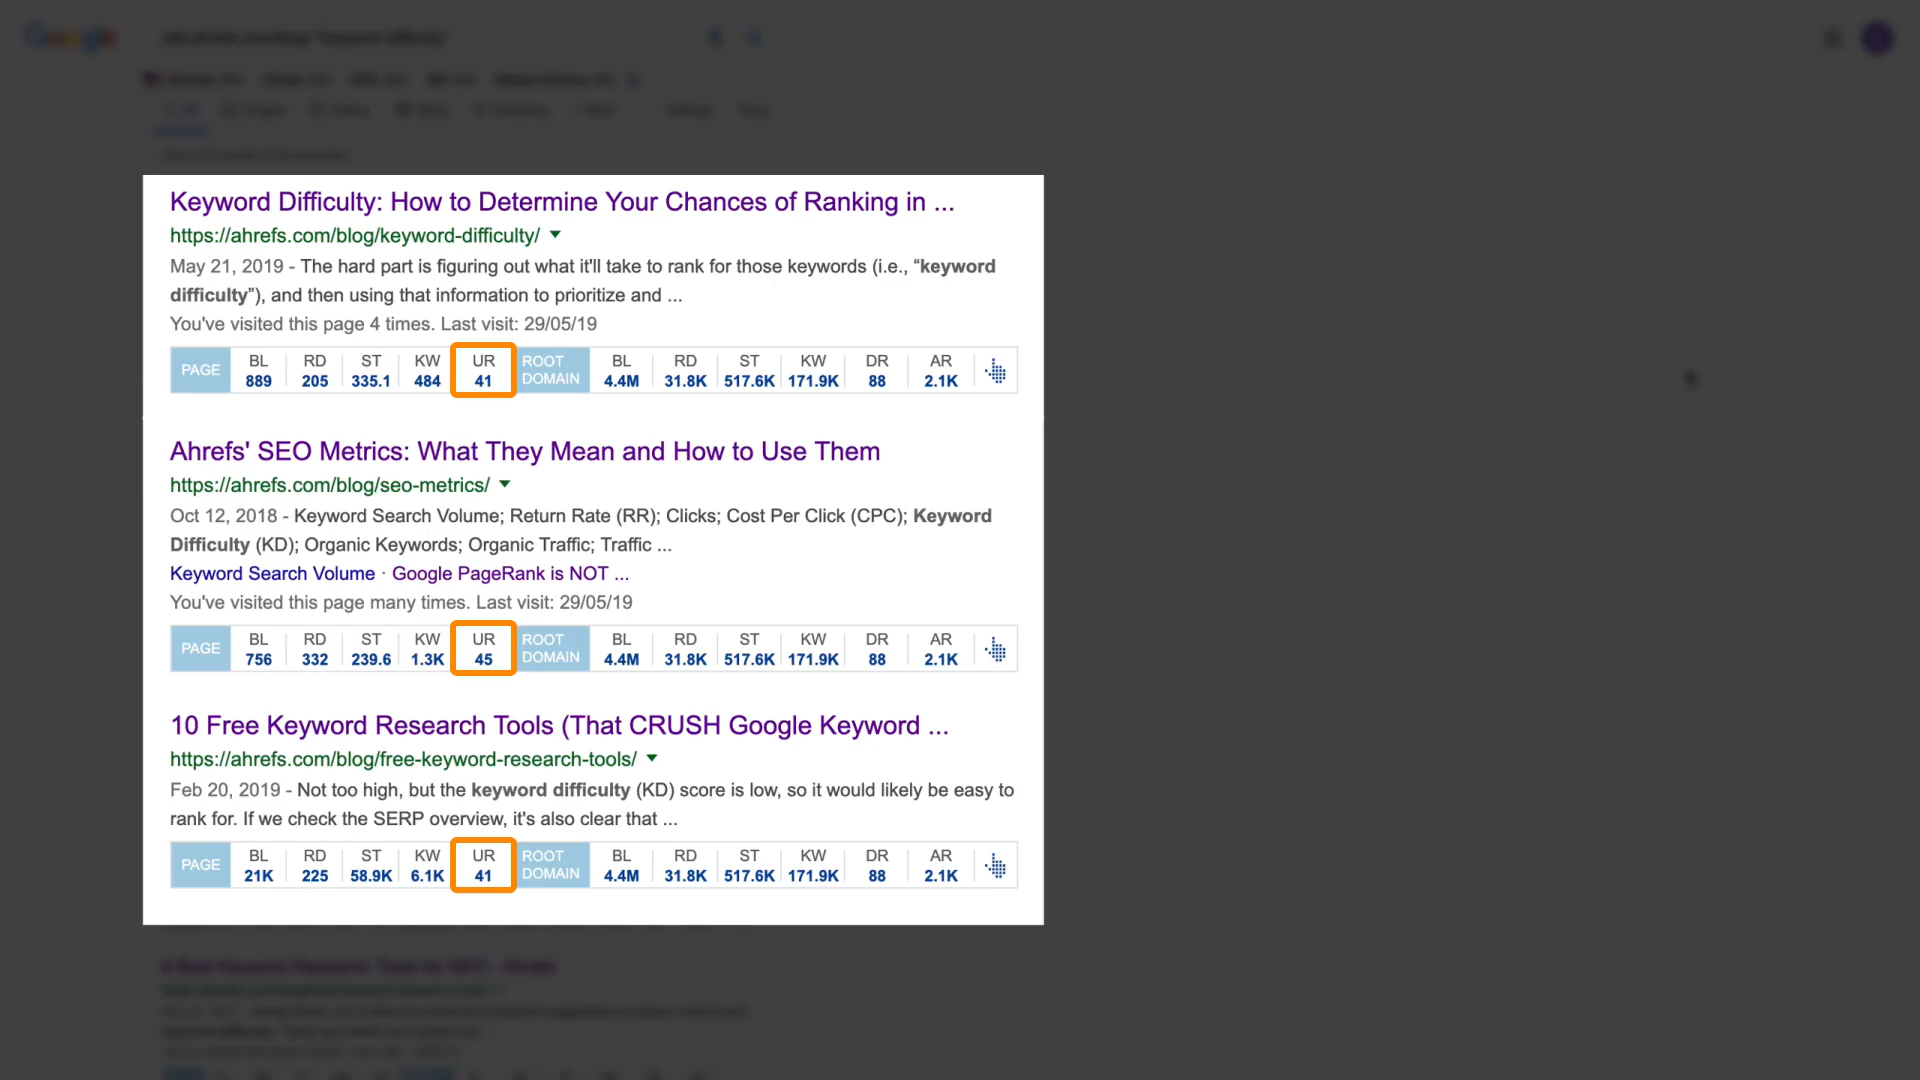 Google
Keyword Difficulty: How to Determine Your Chances of Ranking in ...
https://ahrefs.com/blog/keyword-difficulty/
May 21, 2019 - The hard part is figuring out what it'll take to rank for those keywords (i.e., “keyword
difficulty”), and then using that information to prioritize and ...
You've visited this page 4 times. Last visit: 29/05/19
PAGE BL RD ST KW UR ROOT DOMAIN BL RD ST KW DR AR
889 205 335.1 484 41 4.4M 31.8K 517.6K 171.9K 88 2.1K
Ahrefs' SEO Metrics: What They Mean and How to Use Them
https://ahrefs.com/blog/seo-metrics/
Oct 12, 2018 - Keyword Search Volume; Return Rate (RR); Clicks; Cost Per Click (CPC); Keyword
Difficulty (KD); Organic Keywords; Organic Traffic; Traffic ...
Keyword Search Volume · Google PageRank is NOT ...
You've visited this page many times. Last visit: 29/05/19
PAGE BL RD ST KW UR ROOT DOMAIN BL RD ST KW DR AR
756 332 239.6 1.3K 45 4.4M 31.8K 517.6K 171.9K 88 2.1K
10 Free Keyword Research Tools (That CRUSH Google Keyword ...
https://ahrefs.com/blog/free-keyword-research-tools/
Feb 20, 2019 - Not too high, but the keyword difficulty (KD) score is low, so it would likely be easy to
rank for. If we check the SERP overview, it's also clear that ...
PAGE BL RD ST KW UR ROOT DOMAIN BL RD ST KW DR AR
21K 225 58.9K 6.1K 41 4.4M 31.8K 517.6K 171.9K 88 2.1K